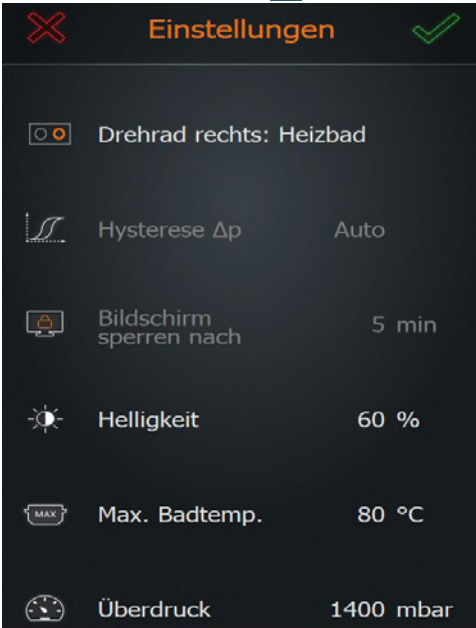 Einstellungen
Drehrad rechts: Heizbad
Hysterese Δp Auto
Bildschirm
sperren nach 5 min
Helligkeit 60 %
MAX Max. Badtemp. 80 °C
Überdruck 1400 mbar